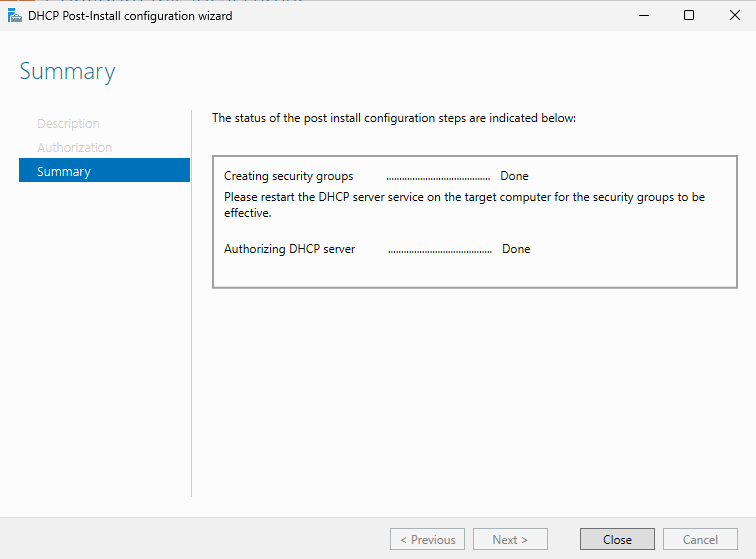 DHCP Post-Install configuration wizard
Summary
Description
Authorization
Summary
The status of the post install configuration steps are indicated below:
Creating security groups ........................................ Done
Please restart the DHCP server service on the target computer for the security groups to be
effective.
Authorizing DHCP server ........................................ Done
< Previous
Next >
Close
Cancel